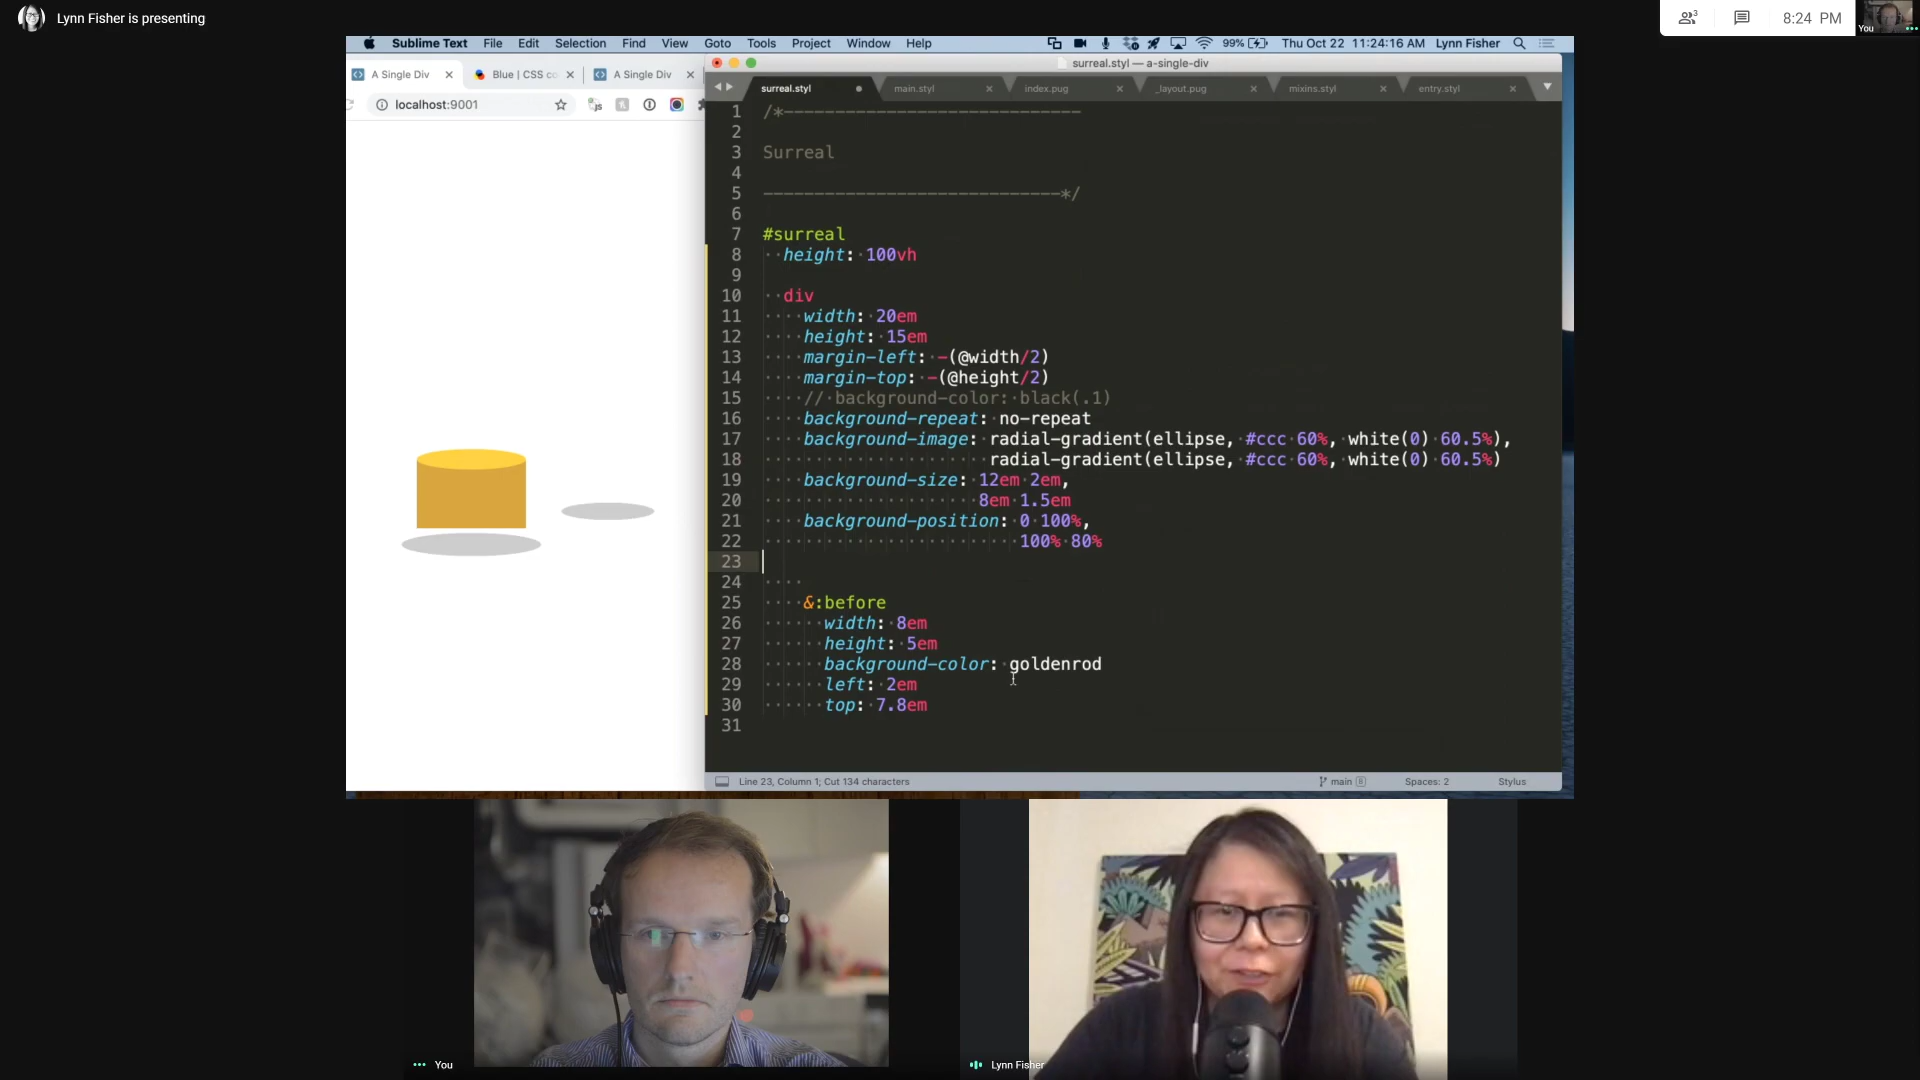 Lynn Fisher is presenting
3
8:24 PM
You
Sublime Text File Edit Selection Find View Goto Tools Project Window Help
99% Thu Oct 22 11:24:16 AM Lynn Fisher
A Single Div
Blue | CSS co
A Single Div
surreal.styl — a-single-div
localhost:9001
surreal.styl
main.styl
index.pug
_layout.pug
mixins.styl
entry.styl
1 /*-----------------------------
2
3 Surreal
4
5 -----------------------------*/
6
7 #surreal
8 height: 100vh
9
10 div
11 width: 20em
12 height: 15em
13 margin-left: -(@width/2)
14 margin-top: -(@height/2)
15 // background-color: black(.1)
16 background-repeat: no-repeat
17 background-image: radial-gradient(ellipse, #ccc 60%, white(0) 60.5%),
18 radial-gradient(ellipse, #ccc 60%, white(0) 60.5%)
19 background-size: 12em 2em,
20 8em 1.5em
21 background-position: 0 100%,
22 100% 80%
23
24
25 &:before
26 width: 8em
27 height: 5em
28 background-color: goldenrod
29 left: 2em
30 top: 7.8em
31
Line 23, Column 1; Cut 134 characters
main
Spaces: 2
Stylus
You
Lynn Fisher